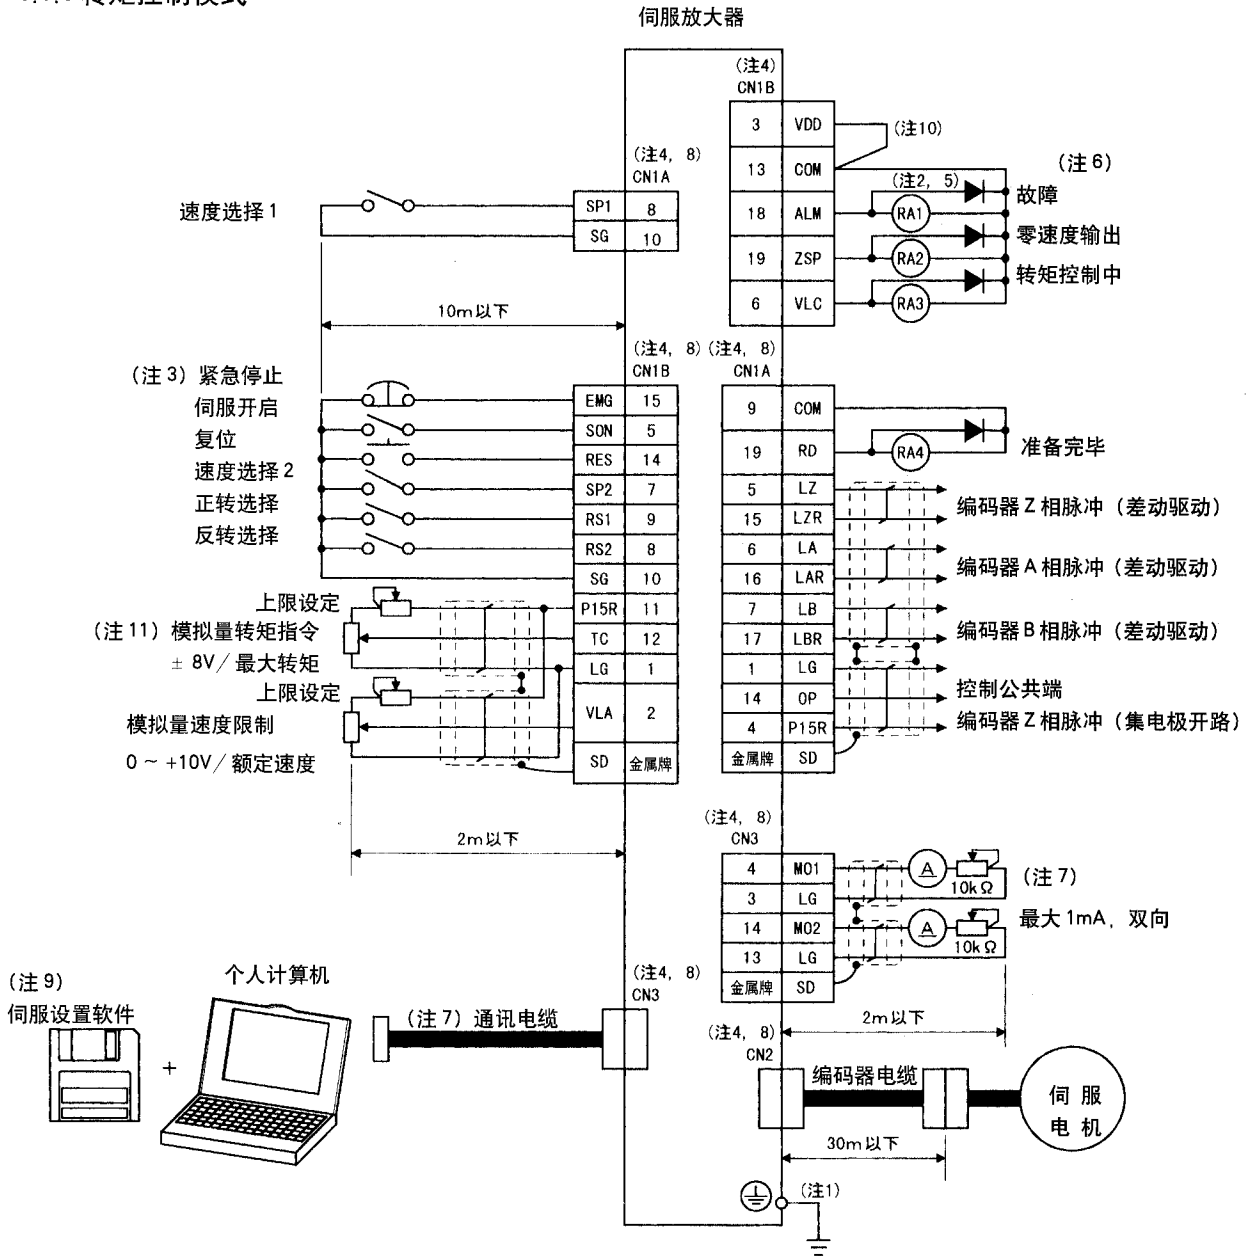 转矩控制模式
伺服放大器
(注4)
CN1B
3 VDD
(注10)
13 COM
(注6)
(注4, 8)
CN1A
(注2, 5)
故障
速度选择1
SP1 8
18 ALM RA1
SG 10
零速度输出
19 ZSP RA2
转矩控制中
6 VLC RA3
10m以下
(注4, 8) (注4, 8)
CN1B CN1A
(注3) 紧急停止
EMG 15
9 COM
伺服开启
SON 5
复位
19 RD RA4
准备完毕
RES 14
速度选择2
SP2 7
5 LZ
编码器Z相脉冲(差动驱动)
正转选择
RS1 9
15 LZR
反转选择
RS2 8
6 LA
编码器A相脉冲(差动驱动)
SG 10
16 LAR
上限设定
P15R 11
7 LB
编码器B相脉冲(差动驱动)
(注11) 模拟量转矩指令
TC 12
17 LBR
± 8V/最大转矩
LG 1
1 LG
上限设定
14 OP
控制公共端
模拟量速度限制
VLA 2
4 P15R
编码器Z相脉冲(集电极开路)
0 ~ +10V/额定速度
SD 金属牌
金属牌 SD
2m以下
(注4, 8)
CN3
4 MO1
A
10kΩ
(注7)
3 LG
最大1mA, 双向
14 MO2
A
10kΩ
13 LG
金属牌 SD
2m以下
(注9)
伺服设置软件
+
个人计算机
(注7) 通讯电缆
(注4, 8)
CN3
(注4, 8)
CN2
编码器电缆
伺服
电机
30m以下
(注1)